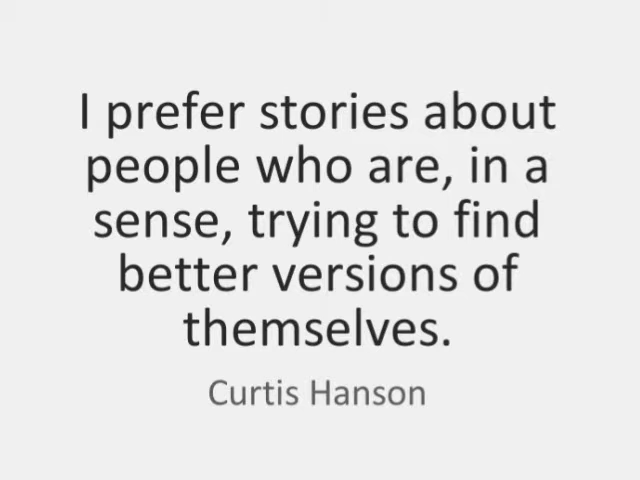 I prefer stories about
people who are, in a
sense, trying to find
better versions of
themselves.
Curtis Hanson